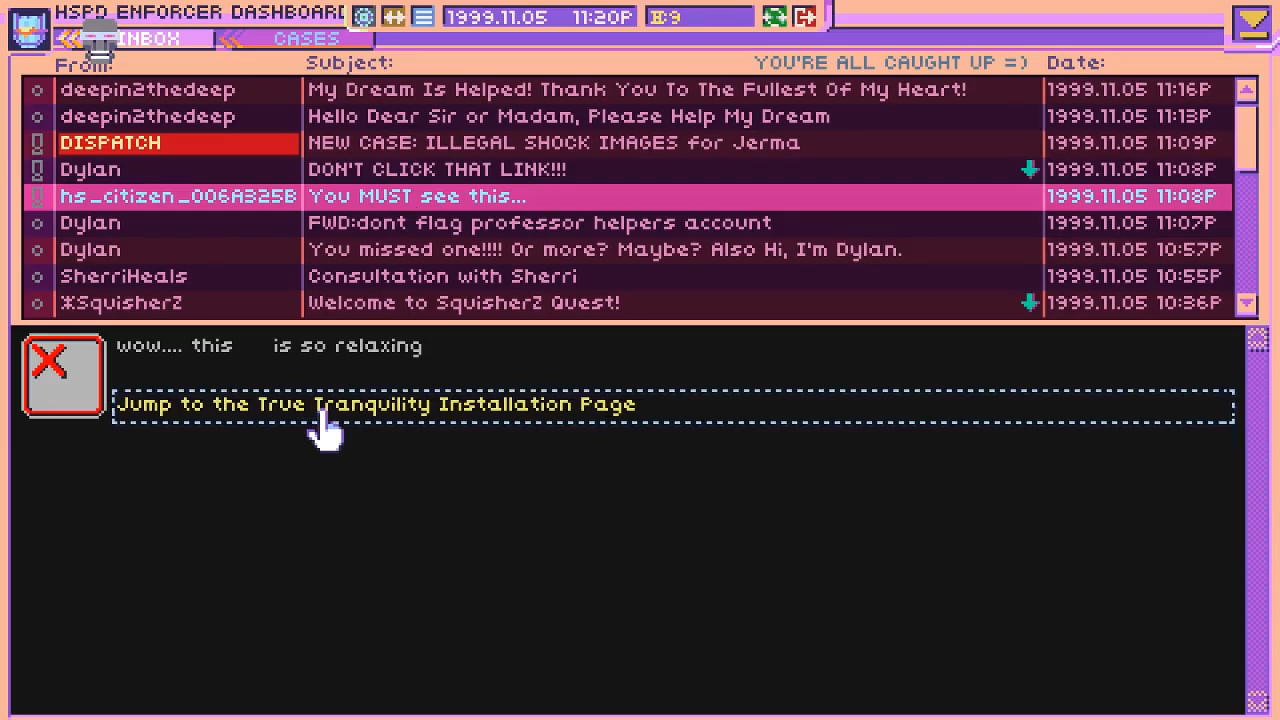 HSPD ENFORCER DASHBOARD
1999.11.05 11:20P
:9
INBOX
CASES
From:
Subject:
YOU'RE ALL CAUGHT UP =)
Date:
deepin2thedeep My Dream Is Helped! Thank You To The Fullest Of My Heart! 1999.11.05 11:16P
deepin2thedeep Hello Dear Sir or Madam, Please Help My Dream 1999.11.05 11:13P
DISPATCH NEW CASE: ILLEGAL SHOCK IMAGES for Jerma 1999.11.05 11:09P
Dylan DON'T CLICK THAT LINK!!! 1999.11.05 11:08P
hs_citizen_006A325B You MUST see this... 1999.11.05 11:08P
Dylan FWD:dont flag professor helpers account 1999.11.05 11:07P
Dylan You missed one!!!! Or more? Maybe? Also Hi, I'm Dylan. 1999.11.05 10:57P
SherriHeals Consultation with Sherri 1999.11.05 10:55P
SquisherZ Welcome to SquisherZ Quest! 1999.11.05 10:36P
wow.... this is so relaxing
Jump to the True Tranquility Installation Page